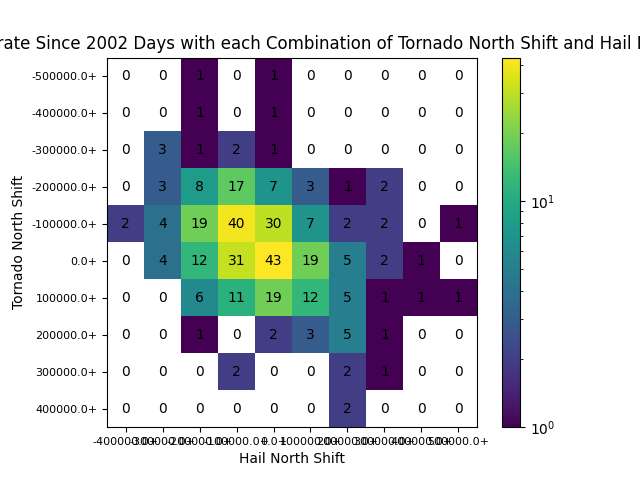 rate Since 2002 Days with each Combination of Tornado North Shift and Hail
-500000.0+ 0 0 1 0 1 0 0 0 0 0
-400000.0+ 0 0 1 0 1 0 0 0 0 0
-300000.0+ 0 3 1 2 1 0 0 0 0 0
-200000.0+ 0 3 8 17 7 3 1 2 0 0
-100000.0+ 2 4 19 40 30 7 2 2 0 1
0.0+ 0 4 12 31 43 19 5 2 1 0
100000.0+ 0 0 6 11 19 12 5 1 1 1
200000.0+ 0 0 1 0 2 3 5 1 0 0
300000.0+ 0 0 0 2 0 0 2 1 0 0
400000.0+ 0 0 0 0 0 0 2 0 0 0
Tornado North Shift
Hail North Shift
10¹
10⁰